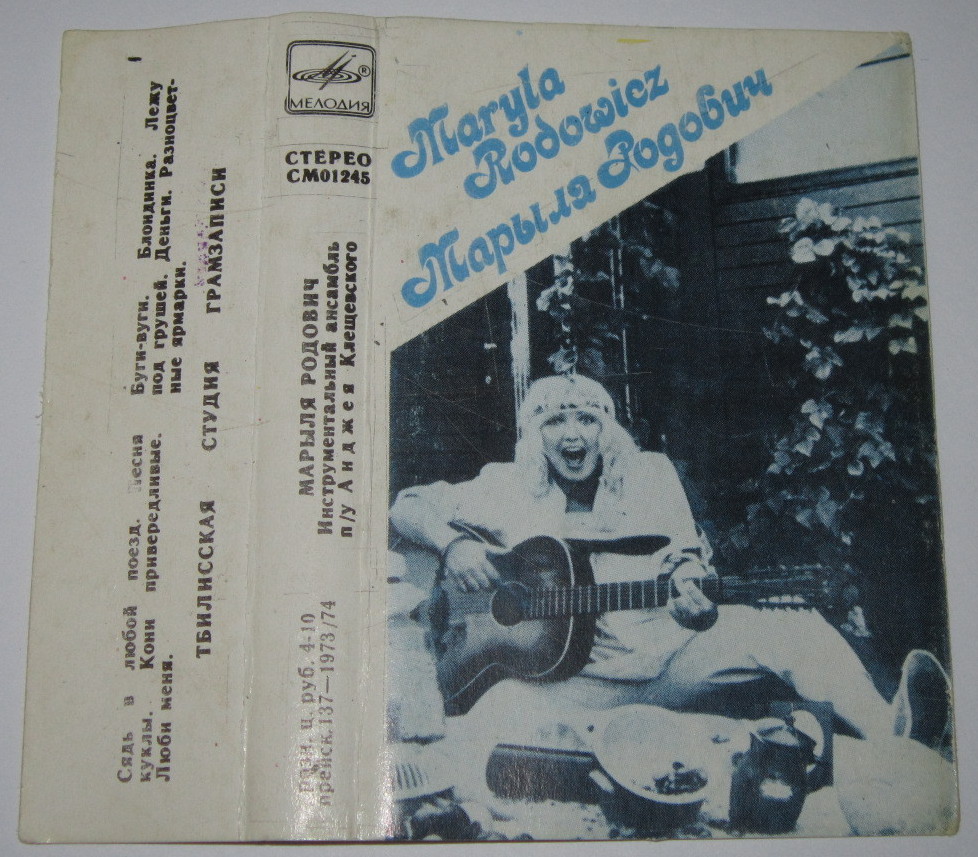 Maryla
Rodowicz
Марыля Родович
МЕЛОДИЯ
®
СТЕРЕО
СМ01245
МАРЫЛЯ РОДОВИЧ
Инструментальный ансамбль
п/у Анджея Клещевского
Розн. ц. руб. 4-10
прейск.137—1973/74
Сядь в любой поезд. Песня
куклы. Кони привередливые.
Люби меня.
Буги-вуги. Блондинка. Лежу
под грушей. Деньги. Разноцвет-
ные ярмарки.
ТБИЛИССКАЯ СТУДИЯ ГРАМЗАПИСИ